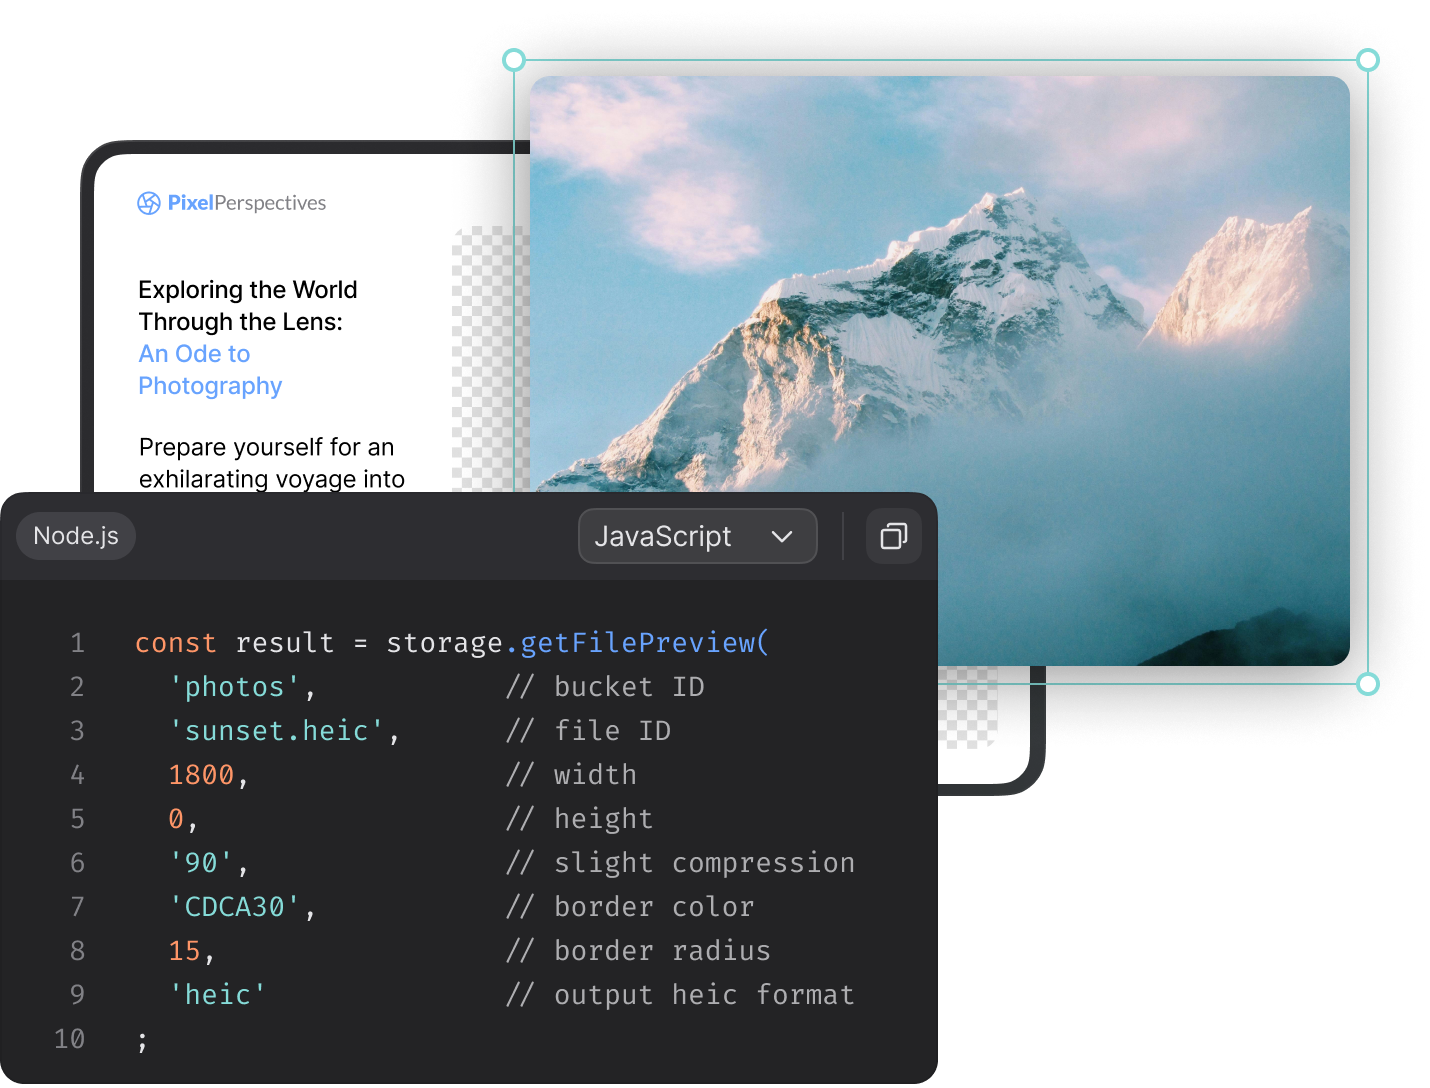 PixelPerspectives
Exploring the World
Through the Lens:
An Ode to
Photography
Prepare yourself for an
exhilarating voyage into
Node.js
JavaScript
1 const result = storage.getFilePreview(
2 'photos', // bucket ID
3 'sunset.heic', // file ID
4 1800, // width
5 0, // height
6 '90', // slight compression
7 'CDCA30', // border color
8 15, // border radius
9 'heic' // output heic format
10 ;